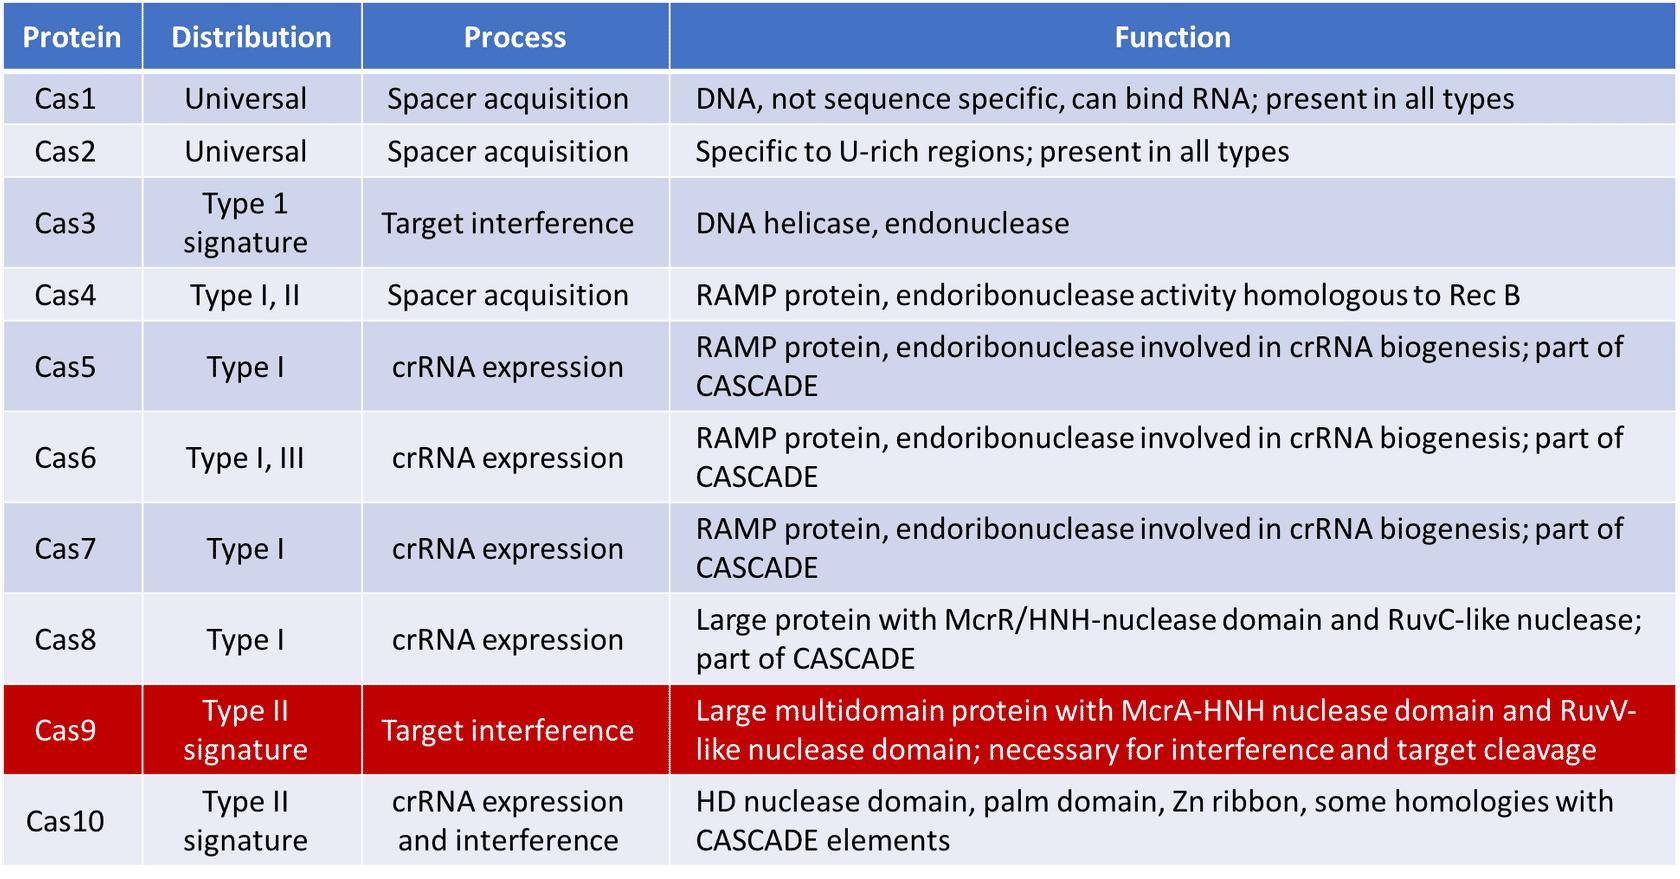 Protein Distribution Process Function
Cas1 Universal Spacer acquisition DNA, not sequence specific, can bind RNA; present in all types
Cas2 Universal Spacer acquisition Specific to U-rich regions; present in all types
Cas3 Type 1
signature Target interference DNA helicase, endonuclease
Cas4 Type I, II Spacer acquisition RAMP protein, endoribonuclease activity homologous to Rec B
Cas5 Type I crRNA expression RAMP protein, endoribonuclease involved in crRNA biogenesis; part of
CASCADE
Cas6 Type I, III crRNA expression RAMP protein, endoribonuclease involved in crRNA biogenesis; part of
CASCADE
Cas7 Type I crRNA expression RAMP protein, endoribonuclease involved in crRNA biogenesis; part of
CASCADE
Cas8 Type I crRNA expression Large protein with McrR/HNH-nuclease domain and RuvC-like nuclease;
part of CASCADE
Cas9 Type II
signature Target interference Large multidomain protein with McrA-HNH nuclease domain and RuvV-
like nuclease domain; necessary for interference and target cleavage
Cas10 Type II
signature crRNA expression
and interference HD nuclease domain, palm domain, Zn ribbon, some homologies with
CASCADE elements